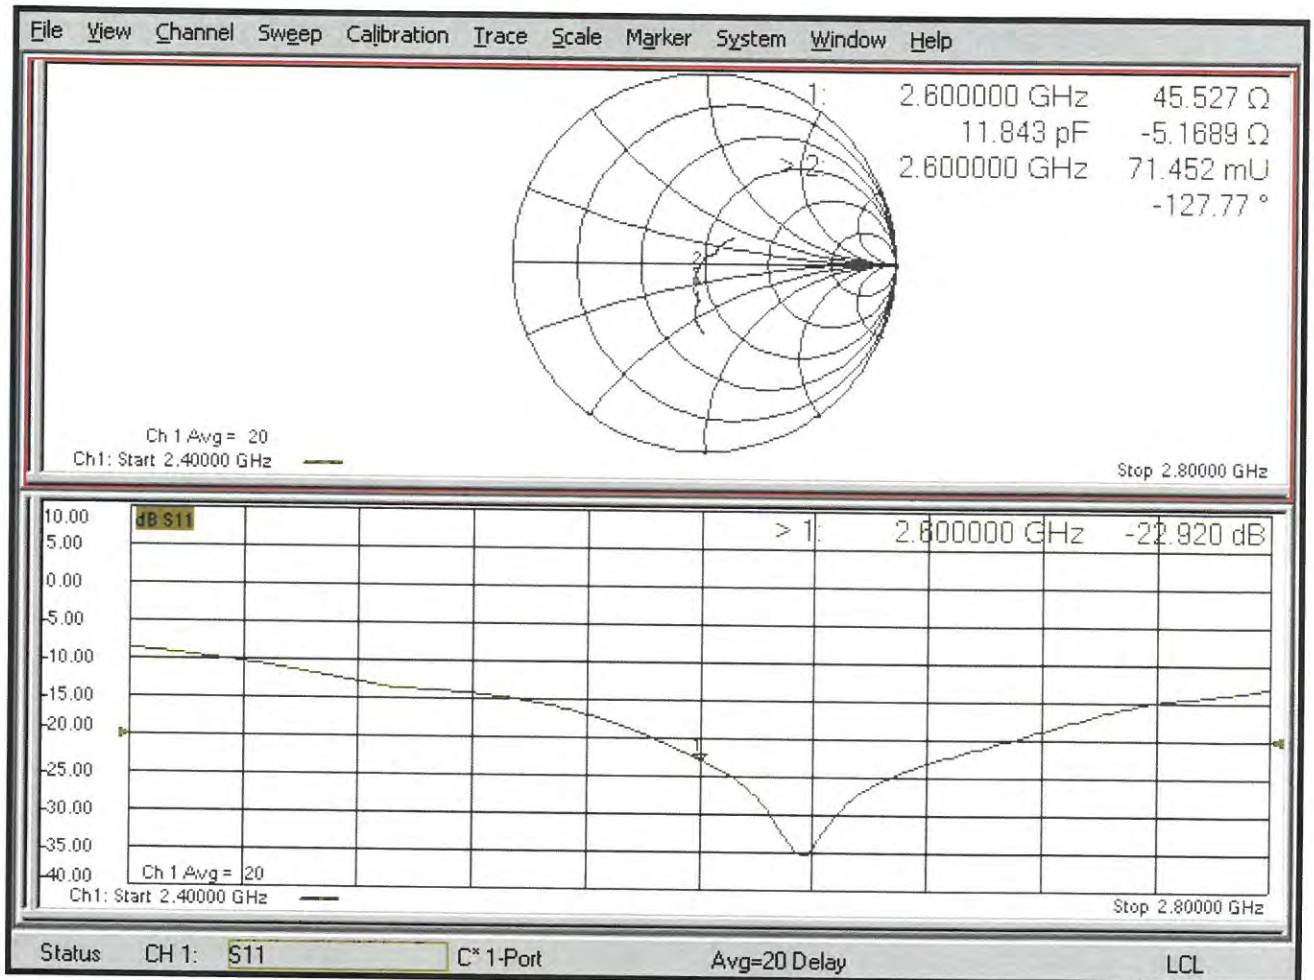 File View Channel Sweep Calibration Trace Scale Marker System Window Help
1: 2.600000 GHz 45.527 Ω
11.843 pF -5.1689 Ω
> 2: 2.600000 GHz 71.452 mU
-127.77 °
2
Ch 1 Avg = 20
Ch1: Start 2.40000 GHz Stop 2.80000 GHz
10.00 dB S11 > 1: 2.600000 GHz -22.920 dB
5.00
0.00
-5.00
-10.00
-15.00
-20.00
1
-25.00
-30.00
-35.00
-40.00 Ch 1 Avg = 20
Ch1: Start 2.40000 GHz Stop 2.80000 GHz
Status CH 1: S11 C* 1-Port Avg=20 Delay LCL